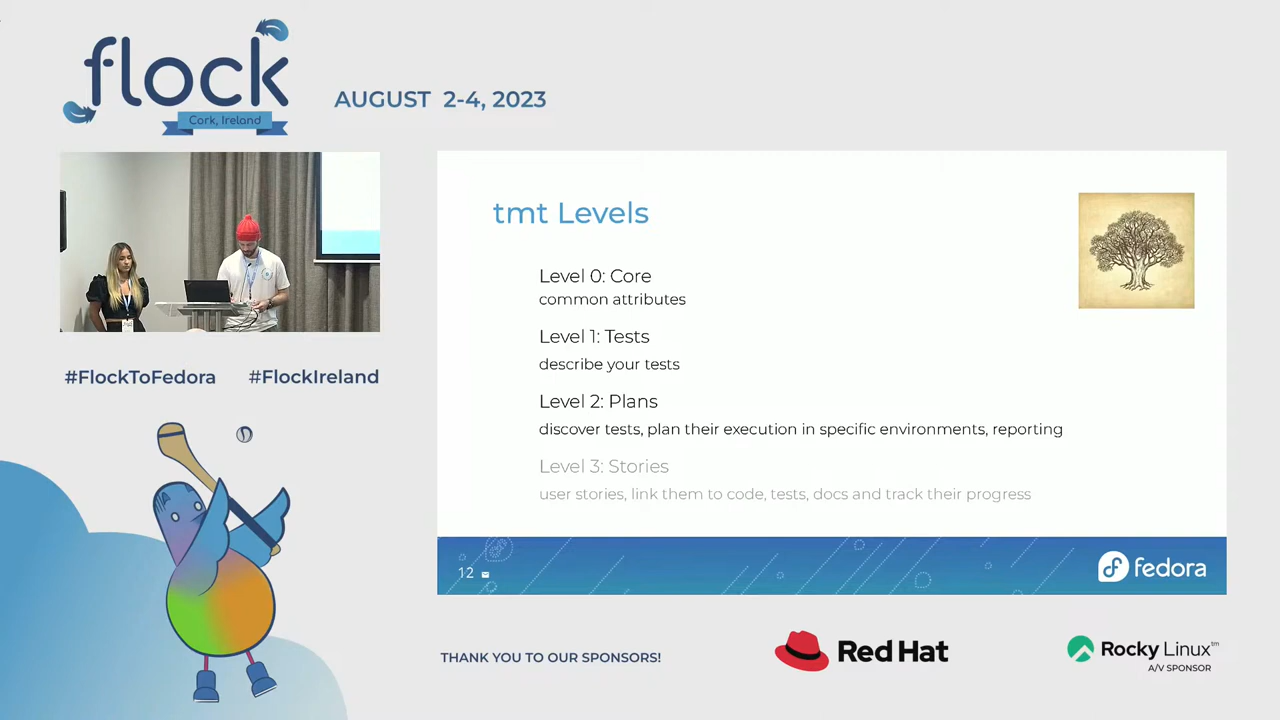 flock
Cork, Ireland
AUGUST 2-4, 2023
#FlockToFedora #FlockIreland
tmt Levels
Level 0: Core
common attributes
Level 1: Tests
describe your tests
Level 2: Plans
discover tests, plan their execution in specific environments, reporting
Level 3: Stories
user stories, link them to code, tests, docs and track their progress
12
fedora
THANK YOU TO OUR SPONSORS!
Red Hat
Rocky Linux™
A/V SPONSOR